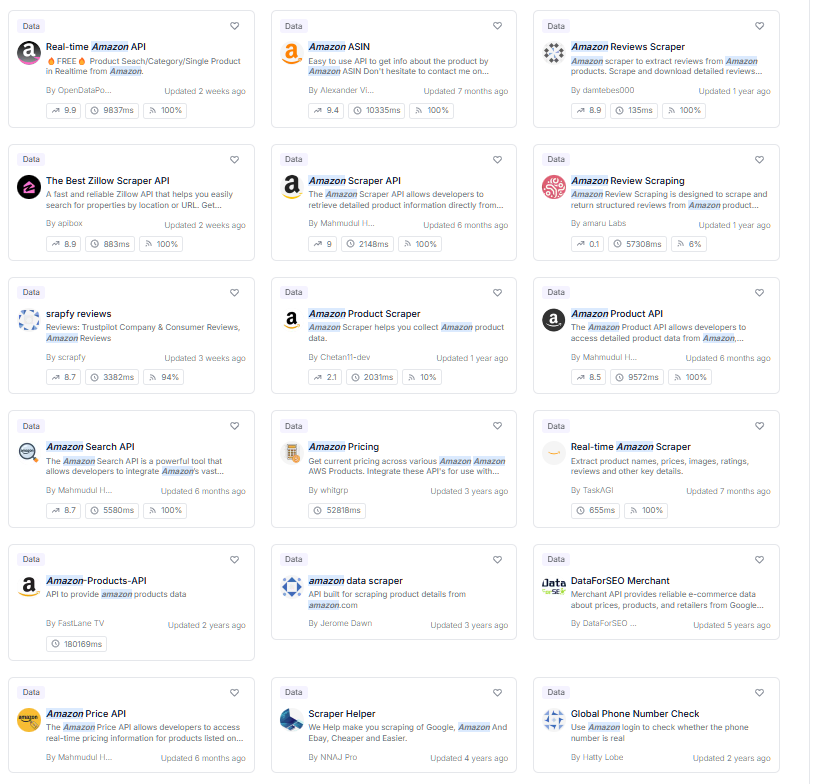 Data
Real-time Amazon API
🔥FREE🔥 Product Seach/Category/Single Product
in Realtime from Amazon.
By OpenDataPo...
Updated 2 weeks ago
9.9
9837ms
100%
Data
Amazon ASIN
Easy to use API to get info about the product by
Amazon ASIN Don't hesitate to contact me on...
By Alexander Vi...
Updated 7 months ago
9.4
10335ms
100%
Data
Amazon Reviews Scraper
Amazon scraper to extract reviews from Amazon
products. Scrape and download detailed reviews...
By damtebes000
Updated 1 year ago
8.9
135ms
100%
Data
The Best Zillow Scraper API
A fast and reliable Zillow API that helps you easily
search for properties by location or URL. Get...
By apibox
Updated 2 weeks ago
8.9
883ms
100%
Data
Amazon Scraper API
The Amazon Scraper API allows developers to
retrieve detailed product information directly from...
By Mahmudul H...
Updated 6 months ago
9
2148ms
100%
Data
Amazon Review Scraping
Amazon Review Scraping is designed to scrape and
return structured reviews from Amazon product...
By amaru Labs
Updated 1 year ago
0.1
57308ms
6%
Data
srapfy reviews
Reviews: Trustpilot Company & Consumer Reviews,
Amazon Reviews
By scrapfy
Updated 3 weeks ago
8.7
3382ms
94%
Data
Amazon Product Scraper
Amazon Scraper helps you collect Amazon product
data.
By Chetan11-dev
Updated 1 year ago
2.1
2031ms
10%
Data
Amazon Product API
The Amazon Product API allows developers to
access detailed product data from Amazon,...
By Mahmudul H...
Updated 6 months ago
8.5
9572ms
100%
Data
Amazon Search API
The Amazon Search API is a powerful tool that
allows developers to integrate Amazon's vast...
By Mahmudul H...
Updated 6 months ago
8.7
5580ms
100%
Data
Amazon Pricing
Get current pricing across various Amazon Amazon
AWS Products. Integrate these API's for use with...
By whitgrp
Updated 3 years ago
52818ms
Data
Real-time Amazon Scraper
Extract product names, prices, images, ratings,
reviews and other key details.
By TaskAGI
Updated 7 months ago
655ms
100%
Data
Amazon-Products-API
API to provide amazon products data
By FastLane TV
Updated 2 years ago
180169ms
Data
amazon data scraper
API built for scraping product details from
amazon.com
By Jerome Dawn
Updated 3 years ago
Data
Data
For SE
DataForSEO Merchant
Merchant API provides reliable e-commerce data
about prices, products, and retailers from Google...
By DataForSEO ...
Updated 5 years ago
Data
amazon
Amazon Price API
The Amazon Price API allows developers to access
real-time pricing information for products listed on...
By Mahmudul H...
Updated 6 months ago
Data
Scraper Helper
We Help make you scraping of Google, Amazon And
Ebay, Cheaper and Easier.
By NNAJ Pro
Updated 4 years ago
Data
Global Phone Number Check
Use Amazon login to check whether the phone
number is real
By Hatty Lobe
Updated 2 years ago